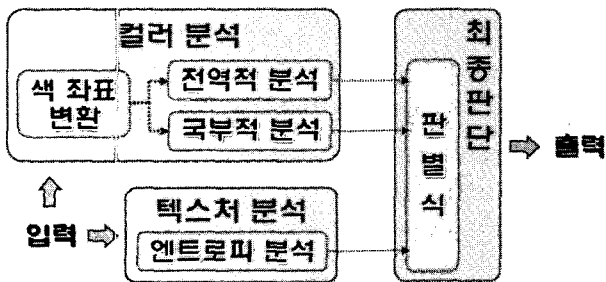 컬러 분석
색 좌표
변환
전역적 분석
국부적 분석
입력
텍스처 분석
엔트로피 분석
판별식
최종판단
출력